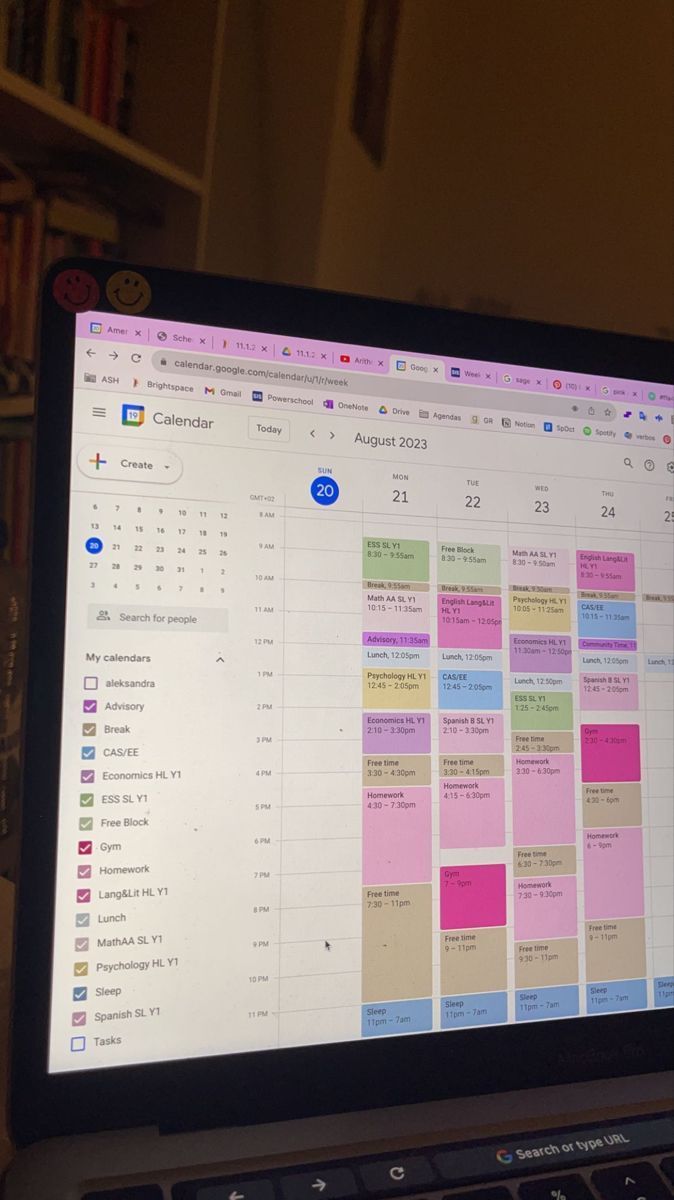 Amer
Sche
11.1.2
11.1.2
Arith
Goog
Wee
sage
(10)
pink
calendar.google.com/calendar/u/1/r/week
ASH Brightspace Gmail Powerschool OneNote Drive Agendas GR Notion SpDct Spotify verbos
19 Calendar Today August 2023
Create
6 7 8 9 10 11 12
13 14 15 16 17 18 19
20 21 22 23 24 25 26
27 28 29 30 31 1 2
3 4 5 6 7 8 9
Search for people
My calendars
aleksandra
Advisory
Break
CAS/EE
Economics HL Y1
ESS SL Y1
Free Block
Gym
Homework
Lang&Lit HL Y1
Lunch
MathAA SL Y1
Psychology HL Y1
Sleep
Spanish SL Y1
Tasks
GMT+02
8 AM
9 AM
10 AM
11 AM
12 PM
1 PM
2 PM
3 PM
4 PM
5 PM
6 PM
7 PM
8 PM
9 PM
10 PM
11 PM
SUN
20
MON
21
ESS SL Y1
8:30 – 9:55am
Break, 9:55am
Math AA SL Y1
10:15 – 11:35am
Advisory, 11:35am
Lunch, 12:05pm
Psychology HL Y1
12:45 – 2:05pm
Economics HL Y1
2:10 – 3:30pm
Free time
3:30 – 4:30pm
Homework
4:30 – 7:30pm
Free time
7:30 – 11pm
Sleep
11pm – 7am
TUE
22
Free Block
8:30 – 9:55am
Break, 9:55am
English Lang&Lit
HL Y1
10:15am – 12:05pm
Lunch, 12:05pm
CAS/EE
12:45 – 2:05pm
Spanish B SL Y1
2:10 – 3:30pm
Free time
3:30 – 4:15pm
Homework
4:15 – 6:30pm
Gym
7 – 9pm
Free time
9 – 11pm
Sleep
11pm – 7am
WED
23
Math AA SL Y1
8:30 – 9:50am
Break, 9:50am
Psychology HL Y1
10:05 – 11:25am
Economics HL Y1
11:30am – 12:50pm
Lunch, 12:50pm
ESS SL Y1
1:25 – 2:45pm
Free time
2:45 – 3:30pm
Homework
3:30 – 6:30pm
Free time
6:30 – 7:30pm
Homework
7:30 – 9:30pm
Free time
9:30 – 11pm
Sleep
11pm – 7am
THU
24
English Lang&Lit
HL Y1
8:30 – 9:55am
Break, 9:55am
CAS/EE
10:15 – 11:35am
Community Time, 11
Lunch, 12:05pm
Spanish B SL Y1
12:45 – 2:05pm
Gym
2:30 – 4:30pm
Free time
4:30 – 6pm
Homework
6 – 9pm
Free time
9 – 11pm
Sleep
11pm – 7am
Break, 9:55
Lunch, 1
Sleep
11pm
MacBook Pro
Search or type URL
%